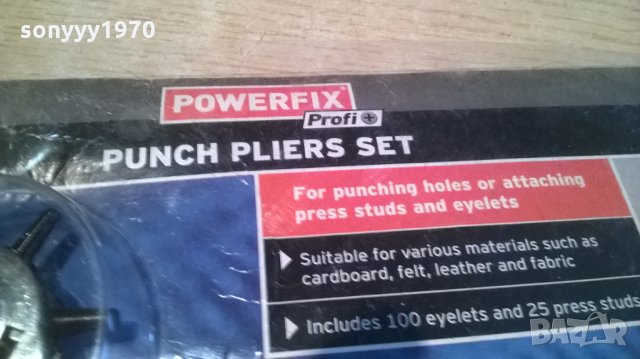 sonyyy1970
POWERFIX®
Profi+
PUNCH PLIERS SET
For punching holes or attaching
press studs and eyelets
Suitable for various materials such as
cardboard, felt, leather and fabric
Includes 100 eyelets and 25 press studs
BAZAR